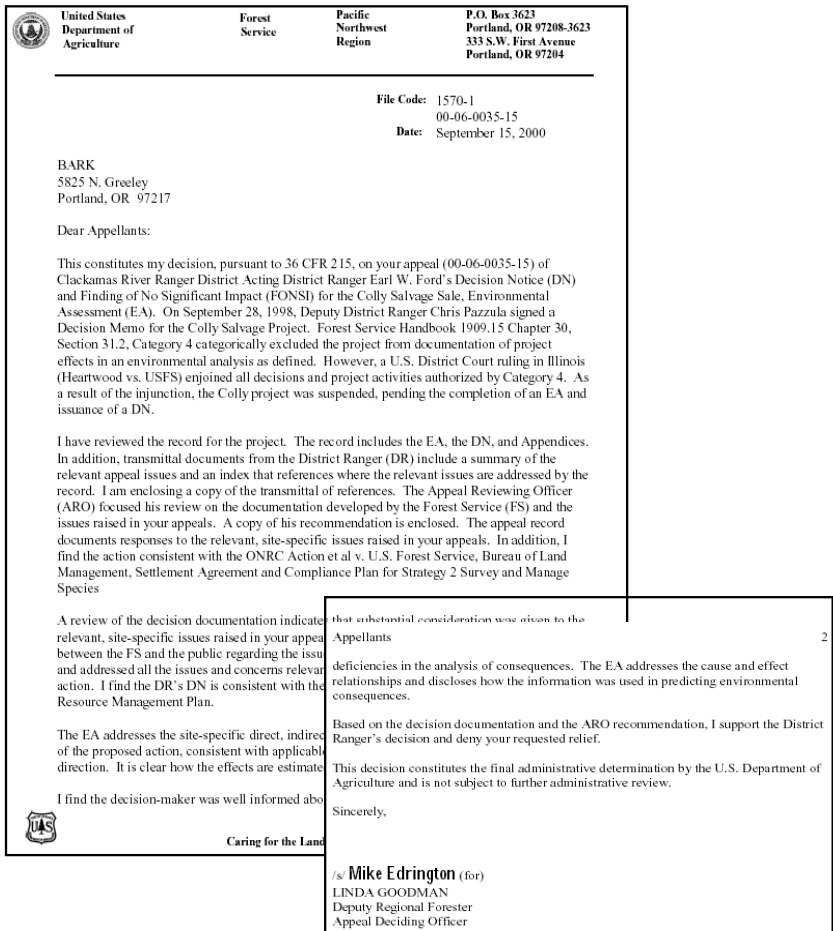 United States
Department of
Agriculture
Forest
Service
Pacific
Northwest
Region
P.O. Box 3623
Portland, OR 97208-3623
333 S.W. First Avenue
Portland, OR 97204
File Code: 1570-1
00-06-0035-15
Date: September 15, 2000
BARK
5825 N. Greeley
Portland, OR 97217
Dear Appellants:
This constitutes my decision, pursuant to 36 CFR 215, on your appeal (00-06-0035-15) of
Clackamas River Ranger District Acting District Ranger Earl W. Ford's Decision Notice (DN)
and Finding of No Significant Impact (FONSI) for the Colly Salvage Sale, Environmental
Assessment (EA). On September 28, 1998, Deputy District Ranger Chris Pazzula signed a
Decision Memo for the Colly Salvage Project. Forest Service Handbook 1909.15 Chapter 30,
Section 31.2, Category 4 categorically excluded the project from documentation of project
effects in an environmental analysis as defined. However, a U.S. District Court ruling in Illinois
(Heartwood vs. USFS) enjoined all decisions and project activities authorized by Category 4. As
a result of the injunction, the Colly project was suspended, pending the completion of an EA and
issuance of a DN.
I have reviewed the record for the project. The record includes the EA, the DN, and Appendices.
In addition, transmittal documents from the District Ranger (DR) include a summary of the
relevant appeal issues and an index that references where the relevant issues are addressed by the
record. I am enclosing a copy of the transmittal of references. The Appeal Reviewing Officer
(ARO) focused his review on the documentation developed by the Forest Service (FS) and the
issues raised in your appeals. A copy of his recommendation is enclosed. The appeal record
documents responses to the relevant, site-specific issues raised in your appeals. In addition, I
find the action consistent with the ONRC Action et al v. U.S. Forest Service, Bureau of Land
Management, Settlement Agreement and Compliance Plan for Strategy 2 Survey and Manage
Species
A review of the decision documentation indicates that substantial consideration was given to the
relevant, site-specific issues raised in your appea
between the FS and the public regarding the issu
and addressed all the issues and concerns relevan
action. I find the DR's DN is consistent with the
Resource Management Plan.
The EA addresses the site-specific direct, indirec
of the proposed action, consistent with applicabl
direction. It is clear how the effects are estimate
I find the decision-maker was well informed abo
UAS
Caring for the Land
Appellants 2
deficiencies in the analysis of consequences. The EA addresses the cause and effect
relationships and discloses how the information was used in predicting environmental
consequences.
Based on the decision documentation and the ARO recommendation, I support the District
Ranger's decision and deny your requested relief.
This decision constitutes the final administrative determination by the U.S. Department of
Agriculture and is not subject to further administrative review.
Sincerely,
/s/ Mike Edrington (for)
LINDA GOODMAN
Deputy Regional Forester
Appeal Deciding Officer